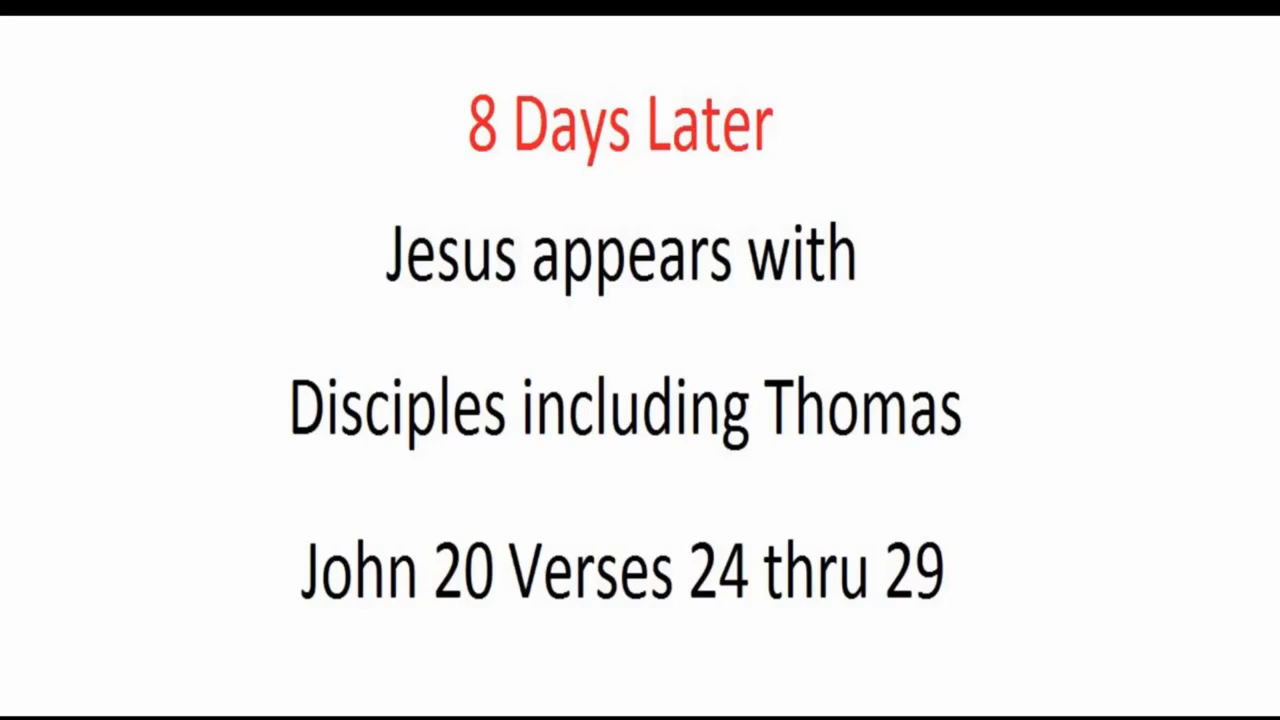 8 Days Later
Jesus appears with
Disciples including Thomas
John 20 Verses 24 thru 29